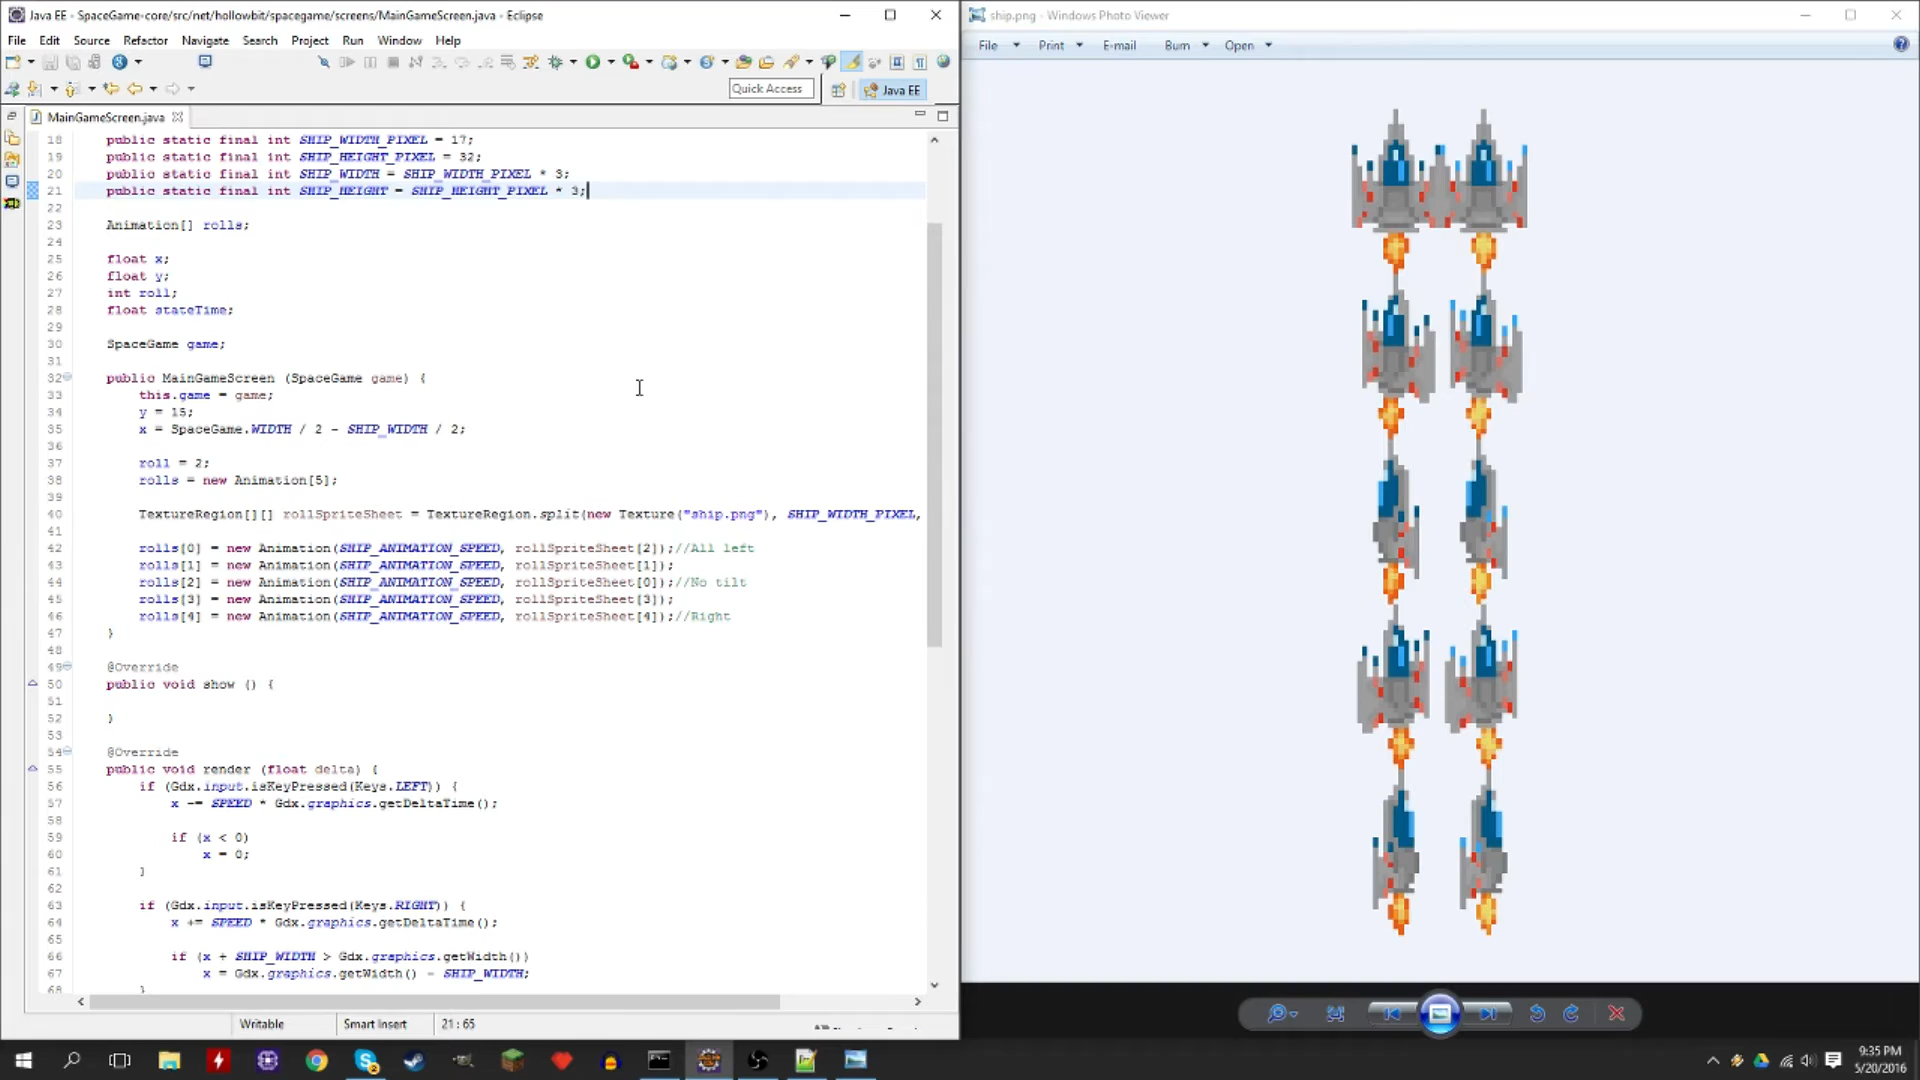 Java EE - SpaceGame-core/src/net/hollowbit/spacegame/screens/MainGameScreen.java - Eclipse
File Edit Source Refactor Navigate Search Project Run Window Help
Quick Access
Java EE
MainGameScreen.java
18 public static final int SHIP_WIDTH_PIXEL = 17;
19 public static final int SHIP_HEIGHT_PIXEL = 32;
20 public static final int SHIP_WIDTH = SHIP_WIDTH_PIXEL * 3;
21 public static final int SHIP_HEIGHT = SHIP_HEIGHT_PIXEL * 3;
22
23 Animation[] rolls;
24
25 float x;
26 float y;
27 int roll;
28 float stateTime;
29
30 SpaceGame game;
31
32 public MainGameScreen (SpaceGame game) {
33 this.game = game;
34 y = 15;
35 x = SpaceGame.WIDTH / 2 - SHIP_WIDTH / 2;
36
37 roll = 2;
38 rolls = new Animation[5];
39
40 TextureRegion[][] rollSpriteSheet = TextureRegion.split(new Texture("ship.png"), SHIP_WIDTH_PIXEL,
41
42 rolls[0] = new Animation(SHIP_ANIMATION_SPEED, rollSpriteSheet[2]);//All left
43 rolls[1] = new Animation(SHIP_ANIMATION_SPEED, rollSpriteSheet[1]);
44 rolls[2] = new Animation(SHIP_ANIMATION_SPEED, rollSpriteSheet[0]);//No tilt
45 rolls[3] = new Animation(SHIP_ANIMATION_SPEED, rollSpriteSheet[3]);
46 rolls[4] = new Animation(SHIP_ANIMATION_SPEED, rollSpriteSheet[4]);//Right
47 }
48
49 @Override
50 public void show () {
51
52 }
53
54 @Override
55 public void render (float delta) {
56 if (Gdx.input.isKeyPressed(Keys.LEFT)) {
57 x -= SPEED * Gdx.graphics.getDeltaTime();
58
59 if (x < 0)
60 x = 0;
61 }
62
63 if (Gdx.input.isKeyPressed(Keys.RIGHT)) {
64 x += SPEED * Gdx.graphics.getDeltaTime();
65
66 if (x + SHIP_WIDTH > Gdx.graphics.getWidth())
67 x = Gdx.graphics.getWidth() - SHIP_WIDTH;
68 }
Writable Smart Insert 21 : 65
ship.png - Windows Photo Viewer
File Print E-mail Burn Open
9:35 PM
5/20/2016